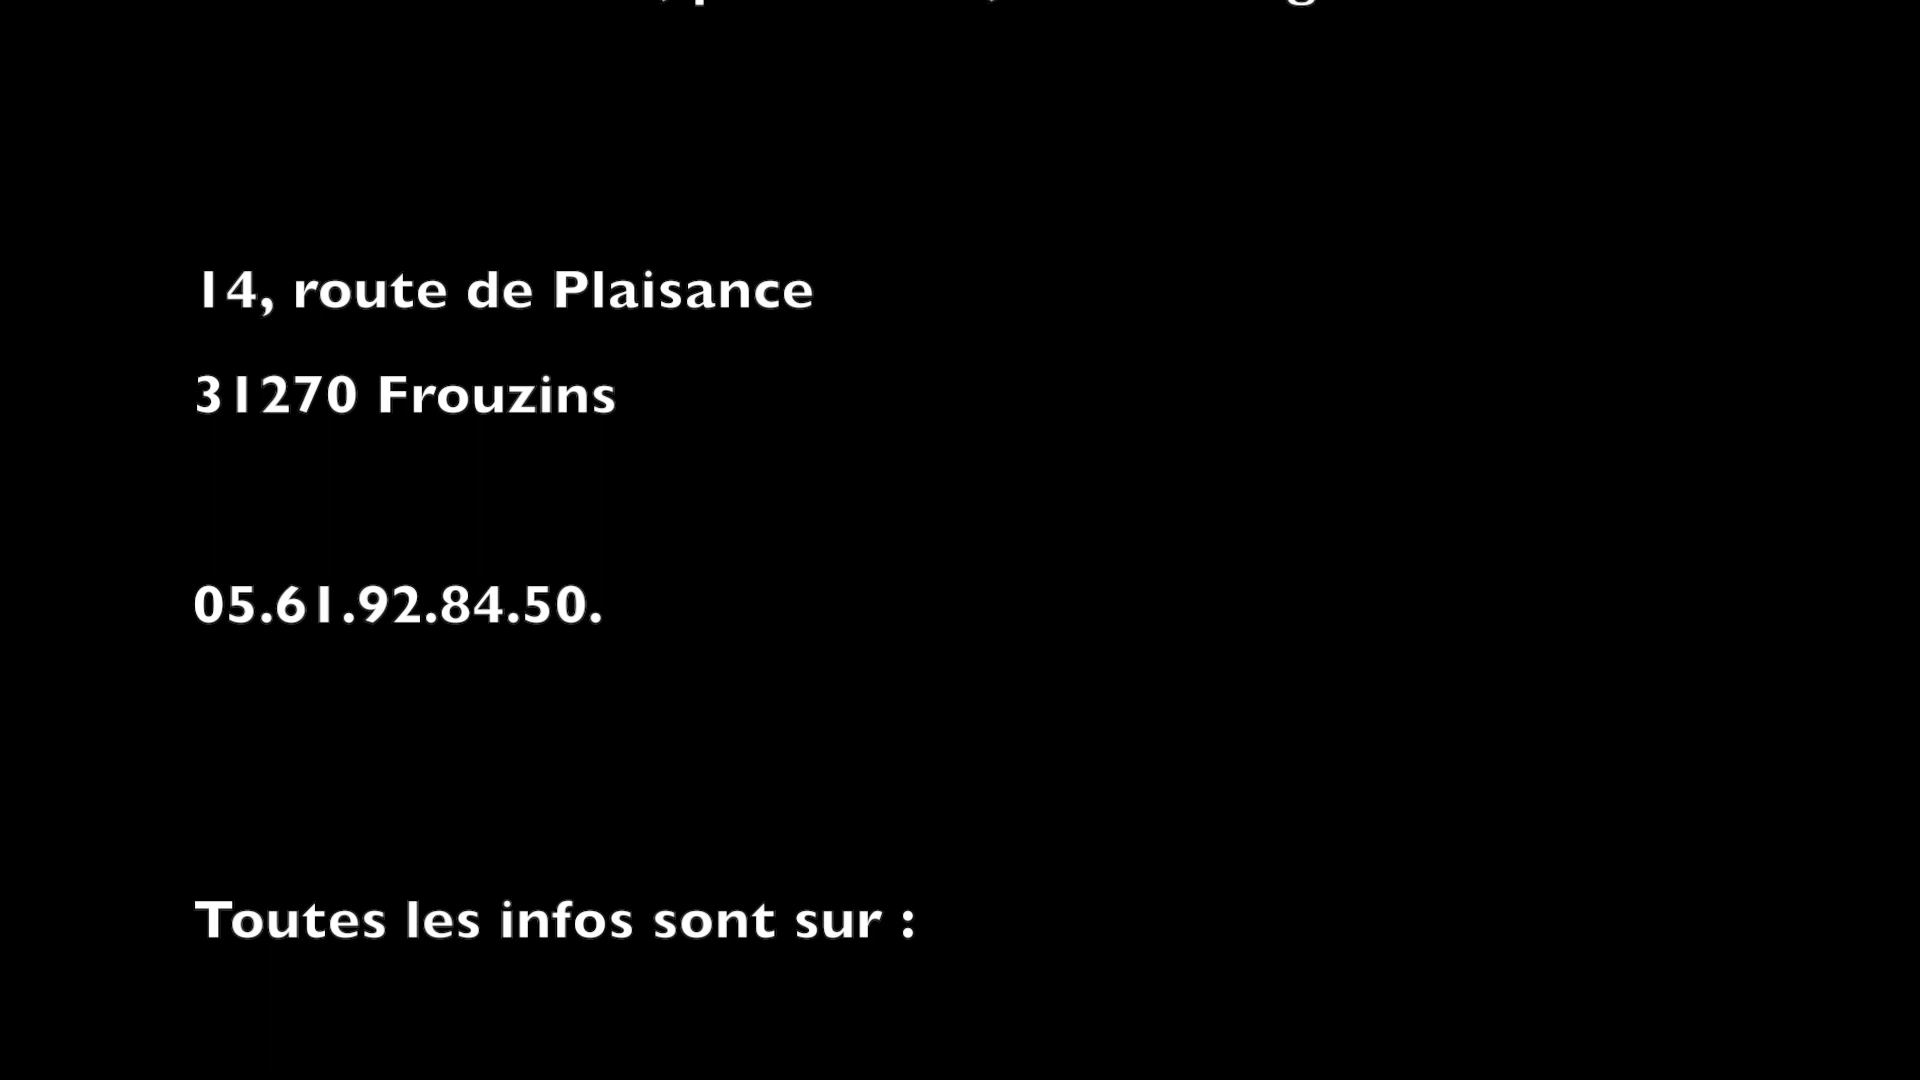 14, route de Plaisance
31270 Frouzins
05.61.92.84.50.
Toutes les infos sont sur :